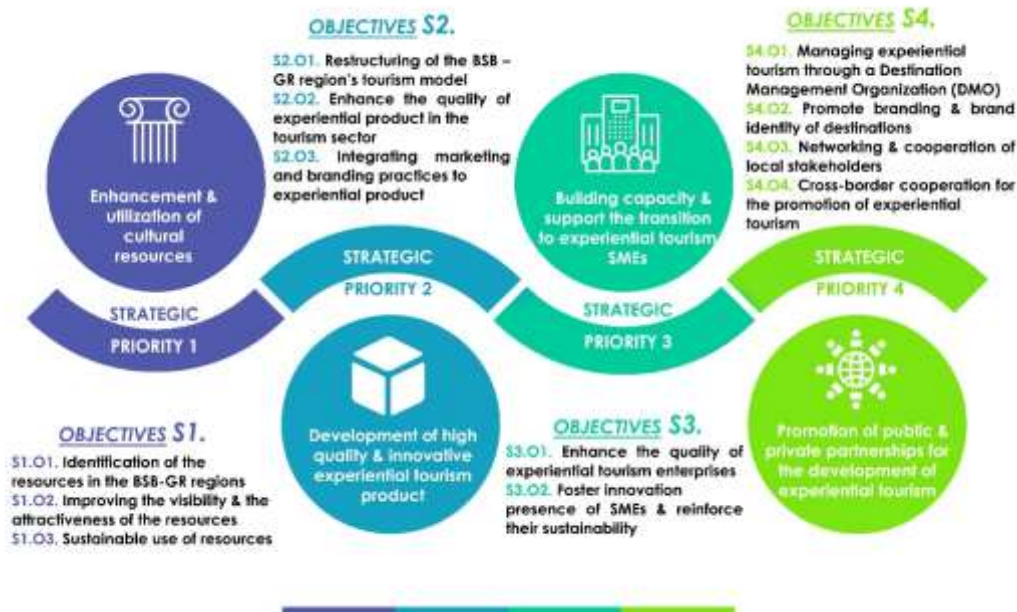 OBJECTIVES S2.
S2.O1. Restructuring of the BSB –
GR region's tourism model
S2.O2. Enhance the quality of
experiential product in the
tourism sector
S2.O3. Integrating marketing
and branding practices to
experiential product
OBJECTIVES S4.
S4.O1. Managing experiential
tourism through a Destination
Management Organization (DMO)
S4.O2. Promote branding & brand
identity of destinations
S4.O3. Networking & cooperation of
local stakeholders
S4.O4. Cross-border cooperation for
the promotion of experiential
tourism
Enhancement &
utilization of
cultural
resources
STRATEGIC
PRIORITY 1
STRATEGIC
PRIORITY 2
Building capacity &
support the transition
to experiential tourism
SMEs
STRATEGIC
PRIORITY 3
STRATEGIC
PRIORITY 4
OBJECTIVES S1.
S1.O1. Identification of the
resources in the BSB-GR regions
S1.O2. Improving the visibility & the
attractiveness of the resources
S1.O3. Sustainable use of resources
Development of high
quality & innovative
experiential tourism
product
OBJECTIVES S3.
S3.O1. Enhance the quality of
experiential tourism enterprises
S3.O2. Foster innovation
presence of SMEs & reinforce
their sustainability
Promotion of public &
private partnerships for
the development of
experiential tourism